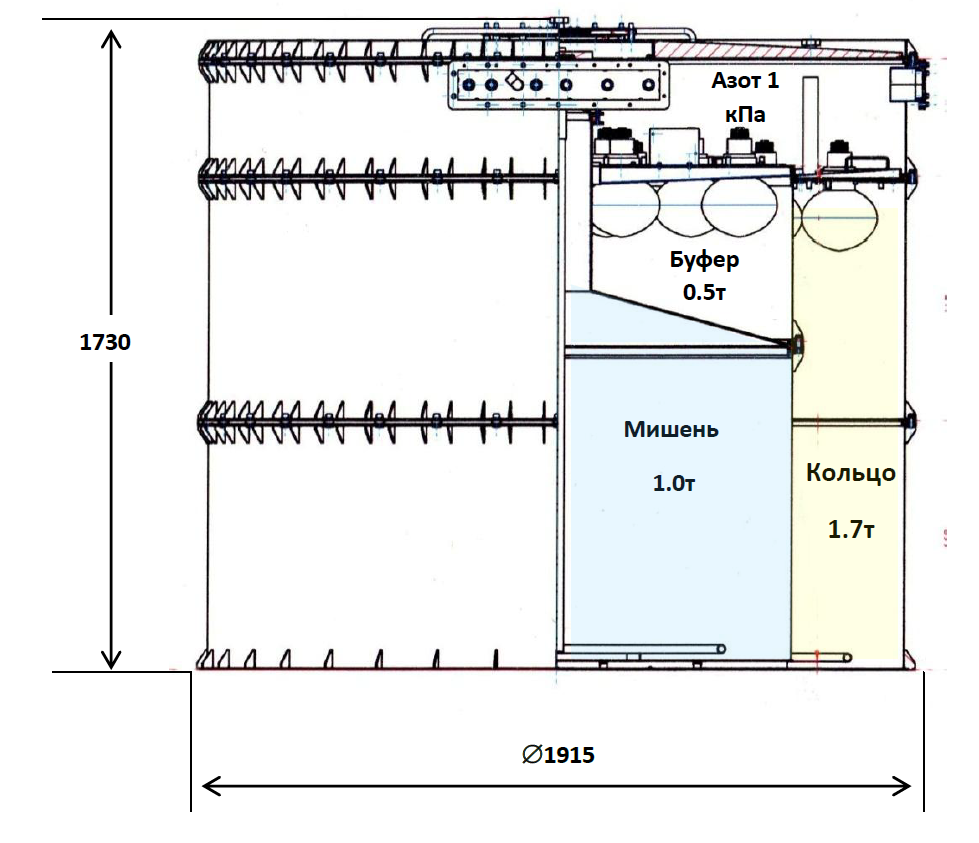 Азот 1
кПа
Буфер
0.5т
1730
Мишень
1.0т
Кольцо
1.7т
∅1915